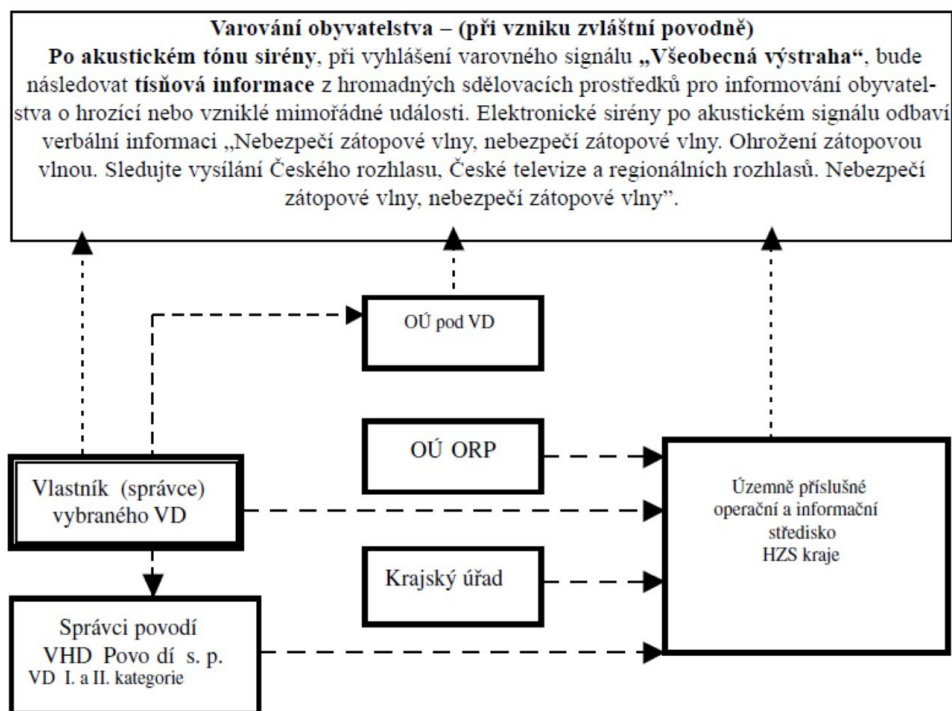 Varování obyvatelstva – (při vzniku zvláštní povodně)
Po akustickém tónu sirény, při vyhlášení varovného signálu „Všeobecná výstraha“, bude
následovat tísňová informace z hromadných sdělovacích prostředků pro informování obyvatel-
stva o hrozící nebo vzniklé mimořádné události. Elektronické sirény po akustickém signálu odbaví
verbální informaci „Nebezpečí zátopové vlny, nebezpečí zátopové vlny. Ohrožení zátopovou
vlnou. Sledujte vysílání Českého rozhlasu, České televize a regionálních rozhlasů. Nebezpečí
zátopové vlny, nebezpečí zátopové vlny”.
OÚ pod VD
OÚ ORP
Vlastník (správce)
vybraného VD
Územně příslušné
operační a informační
středisko
HZS kraje
Krajský úřad
Správci povodí
VHD Povo dí s. p.
VD I. a II. kategorie